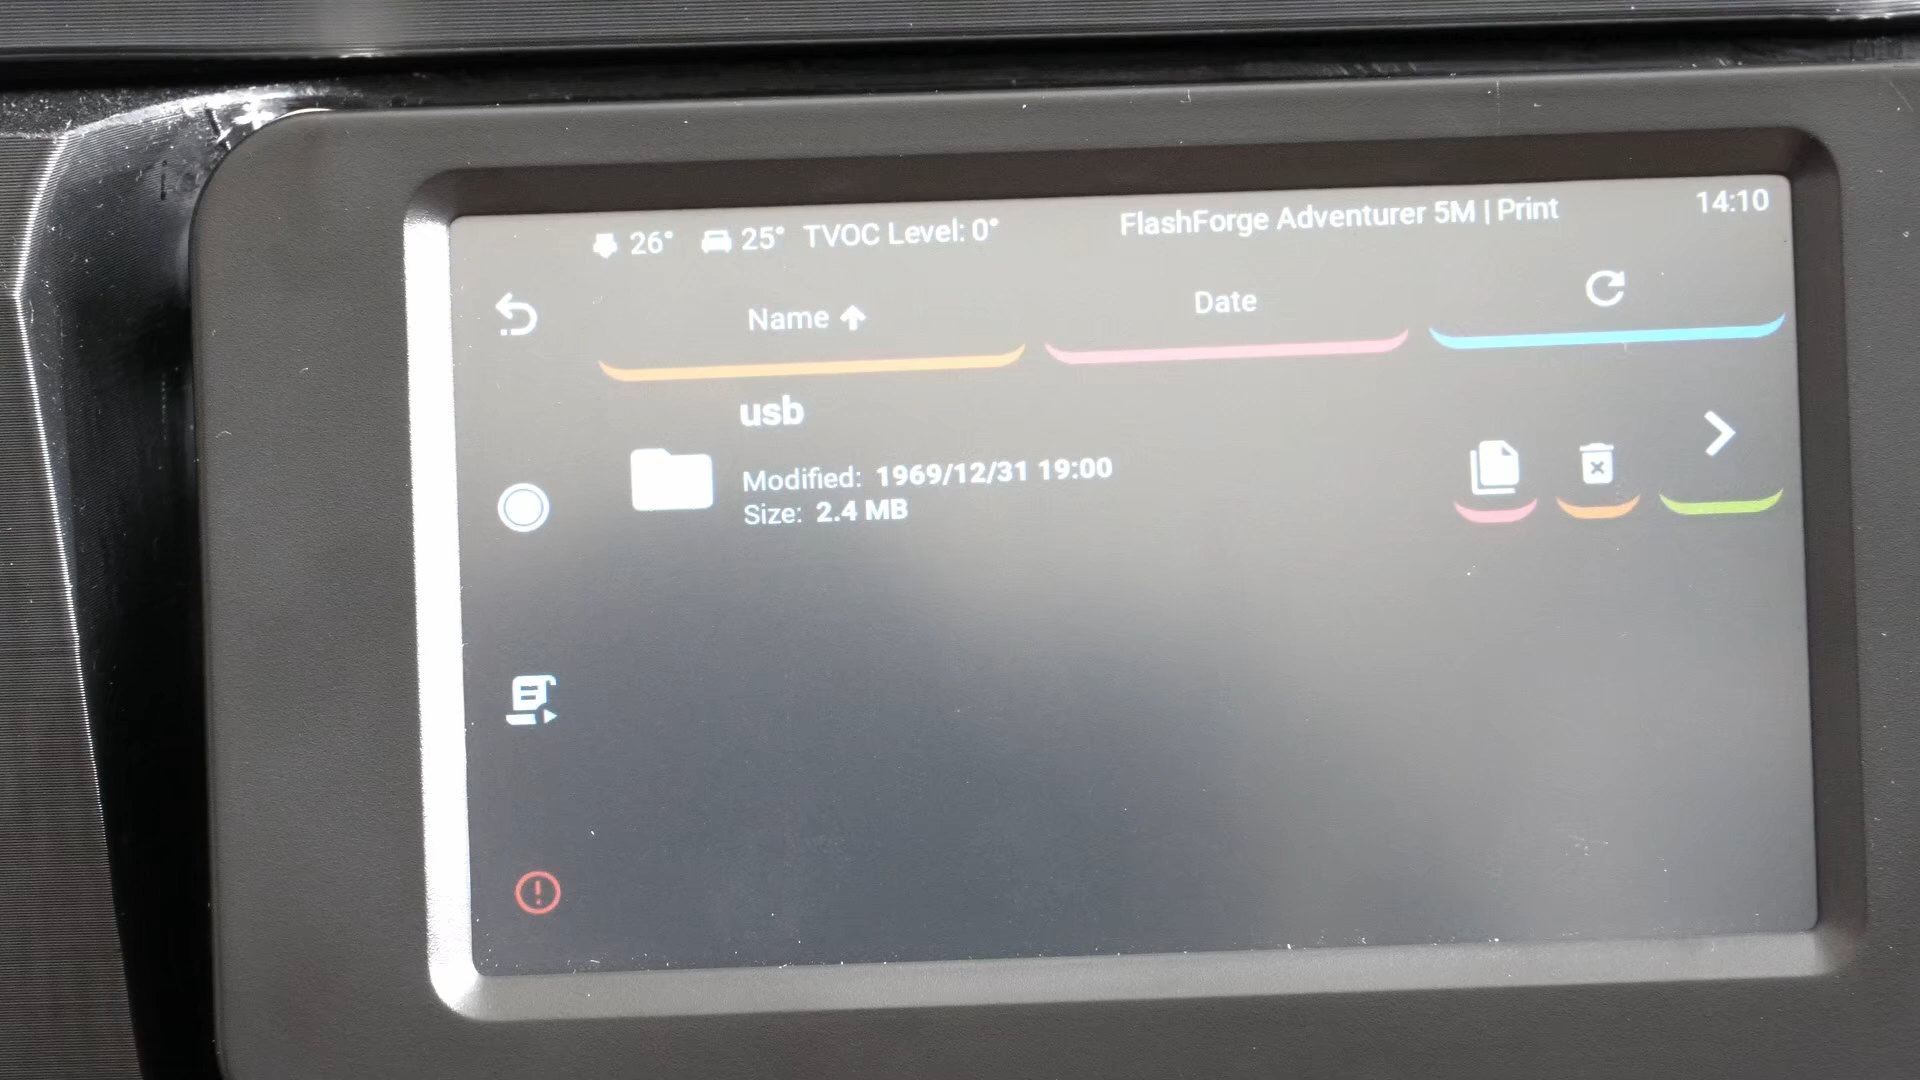 26° 25° TVOC Level: 0° FlashForge Adventurer 5M | Print 14:10
Name Date
usb
Modified: 1969/12/31 19:00
Size: 2.4 MB